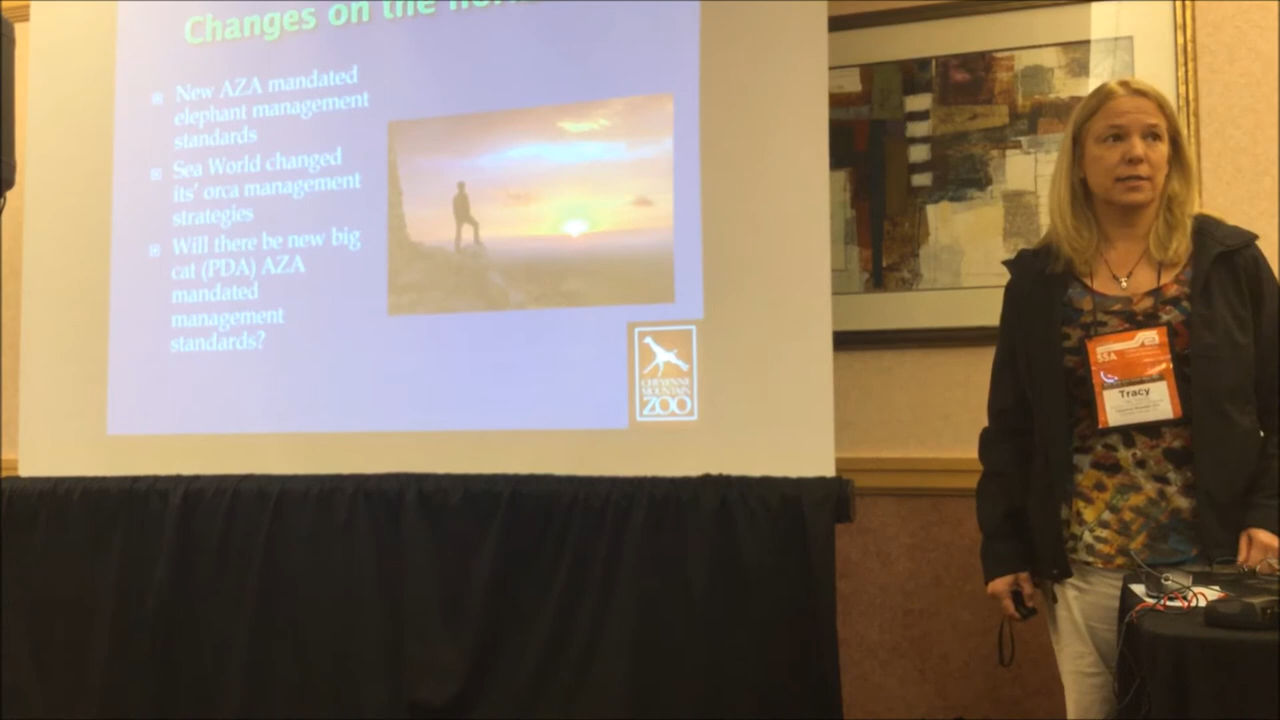 Changes on the
New AZA mandated
elephant management
standards
Sea World changed
its' orca management
strategies
Will there be new big
cat (PDA) AZA
mandated
management
standards?
CHEYENNE
MOUNTAIN
ZOO
SSA
Tracy